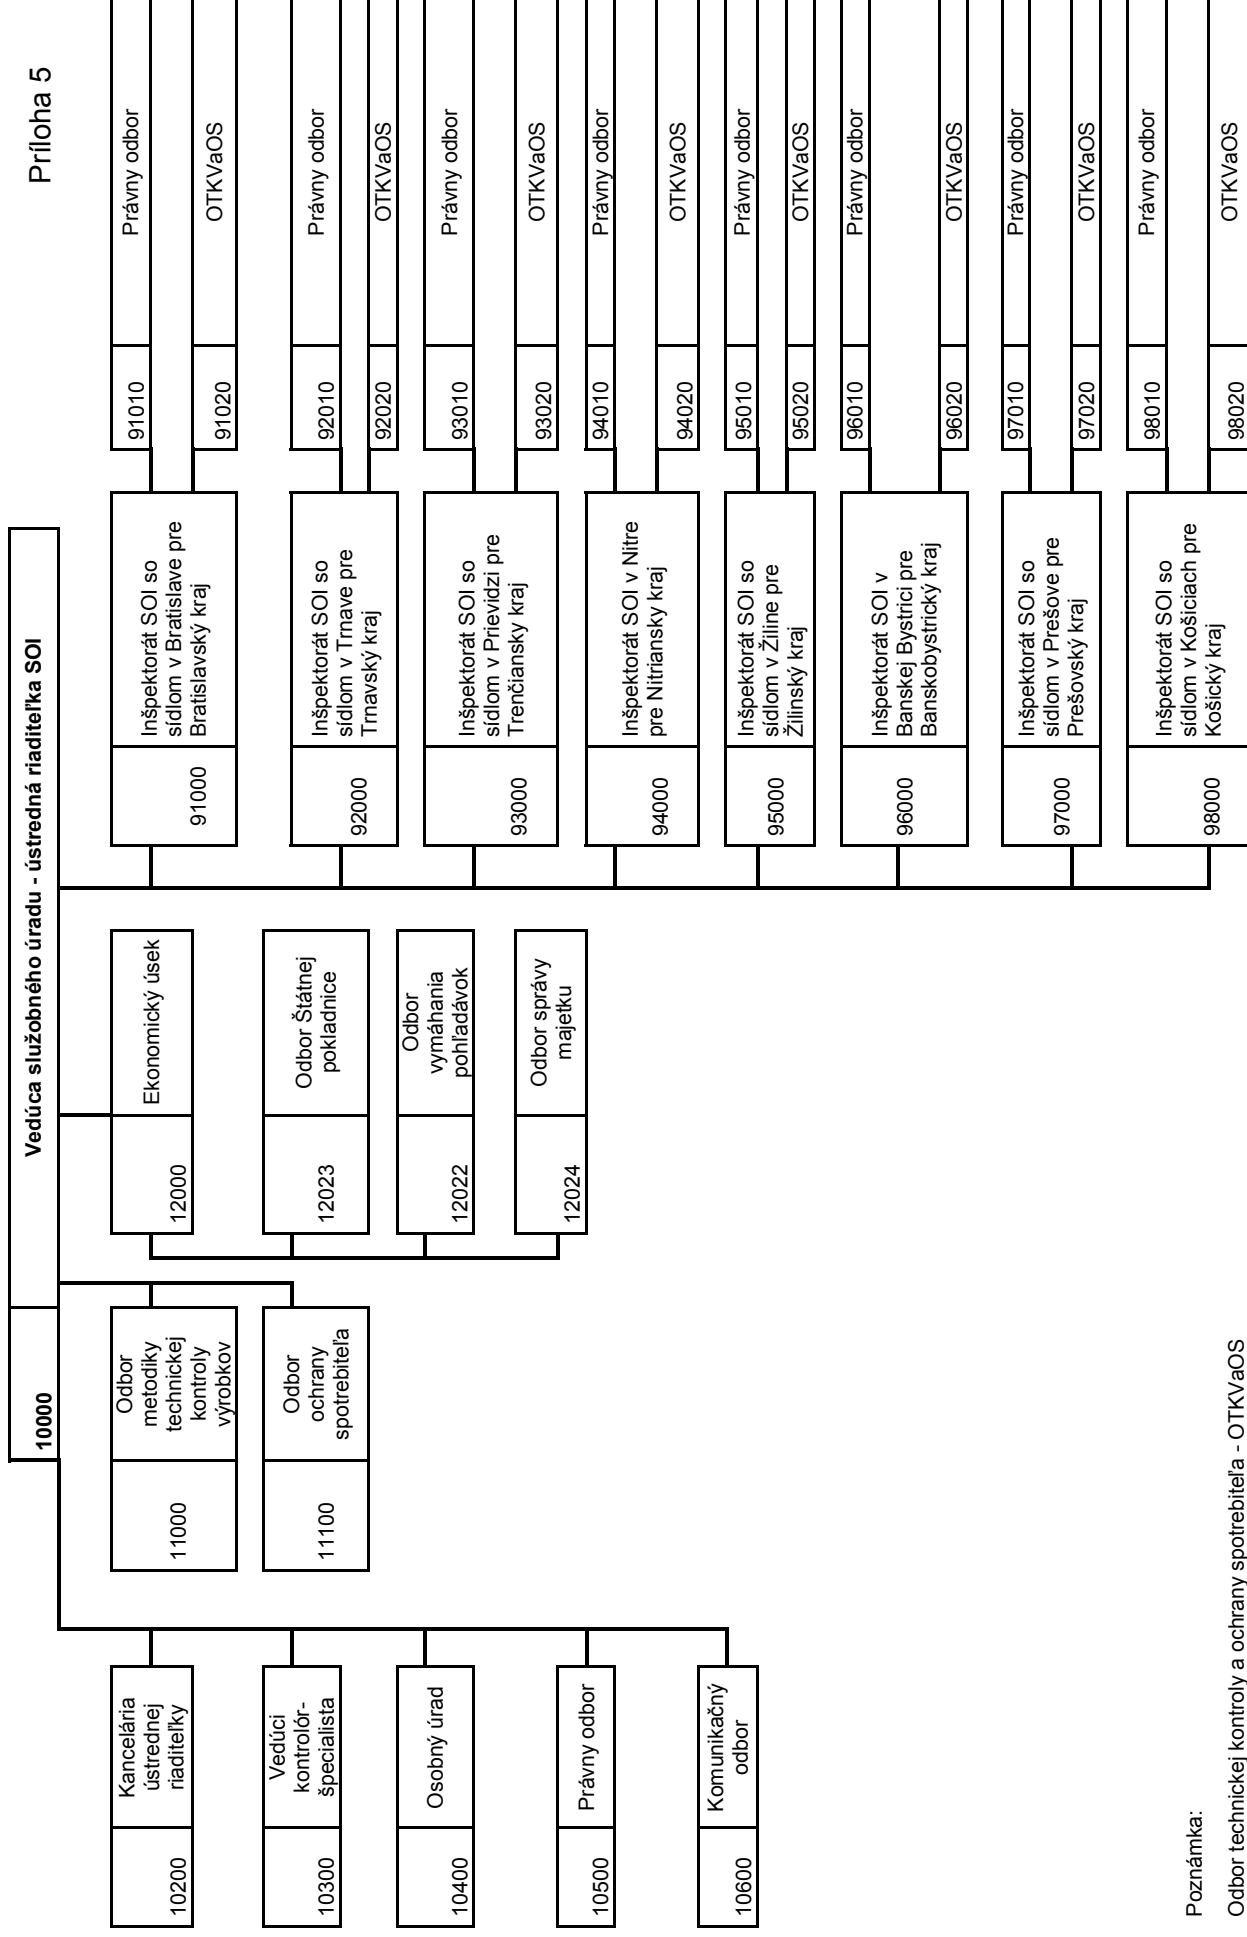 Príloha 5
10000
Vedúca služobného úradu - ústredná riaditeľka SOI
10200
Kancelária
ústrednej
riaditeľky
10300
Vedúci
kontrolór-
špecialista
10400
Osobný úrad
10500
Právny odbor
10600
Komunikačný
odbor
11000
Odbor
metodiky
technickej
kontroly
výrobkov
11100
Odbor
ochrany
spotrebiteľa
12000
Ekonomický úsek
12023
Odbor Štátnej
pokladnice
12022
Odbor
vymáhania
pohľadávok
12024
Odbor správy
majetku
91000
Inšpektorát SOI so
sídlom v Bratislave pre
Bratislavský kraj
91010
Právny odbor
91020
OTKVaOS
92000
Inšpektorát SOI so
sídlom v Trnave pre
Trnavský kraj
92010
Právny odbor
92020
OTKVaOS
93000
Inšpektorát SOI so
sídlom v Prievidzi pre
Trenčiansky kraj
93010
Právny odbor
93020
OTKVaOS
94000
Inšpektorát SOI v Nitre
pre Nitriansky kraj
94010
Právny odbor
94020
OTKVaOS
95000
Inšpektorát SOI so
sídlom v Žiline pre
Žilinský kraj
95010
Právny odbor
95020
OTKVaOS
96000
Inšpektorát SOI v
Banskej Bystrici pre
Banskobystrický kraj
96010
Právny odbor
96020
OTKVaOS
97000
Inšpektorát SOI so
sídlom v Prešove pre
Prešovský kraj
97010
Právny odbor
97020
OTKVaOS
98000
Inšpektorát SOI so
sídlom v Košiciach pre
Košický kraj
98010
Právny odbor
98020
OTKVaOS
Poznámka:
Odbor technickej kontroly a ochrany spotrebiteľa - OTKVaOS